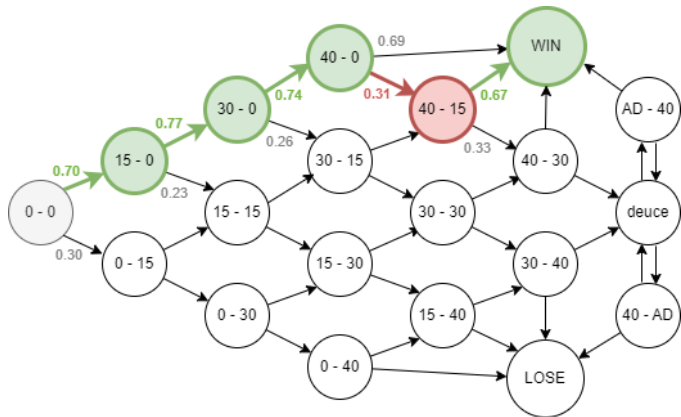 0.69
40 - 0
WIN
0.74
0.31
0.67
30 - 0
40 - 15
AD - 40
0.77
0.26
0.33
15 - 0
30 - 15
40 - 30
0.70
0.23
0 - 0
15 - 15
30 - 30
deuce
0.30
0 - 15
15 - 30
30 - 40
0 - 30
15 - 40
40 - AD
0 - 40
LOSE